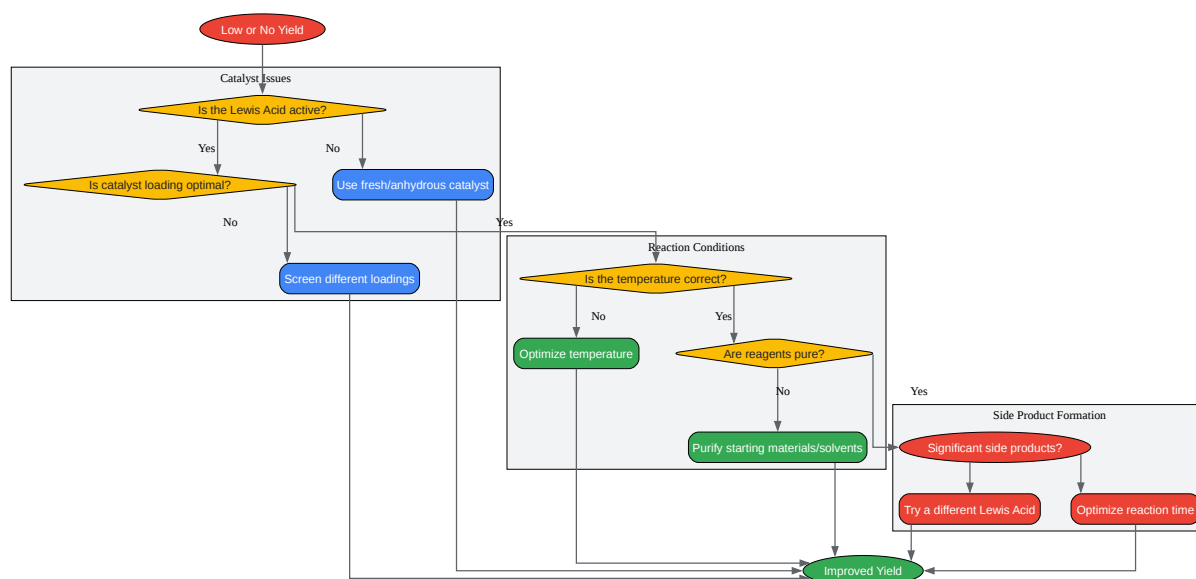 Low or No Yield
Catalyst Issues
Is the Lewis Acid active?
Yes
No
Is catalyst loading optimal?
Use fresh/anhydrous catalyst
No
Yes
Screen different loadings
Reaction Conditions
Is the temperature correct?
No
Yes
Optimize temperature
Are reagents pure?
No
Yes
Purify starting materials/solvents
Side Product Formation
Significant side products?
Try a different Lewis Acid
Optimize reaction time
Improved Yield